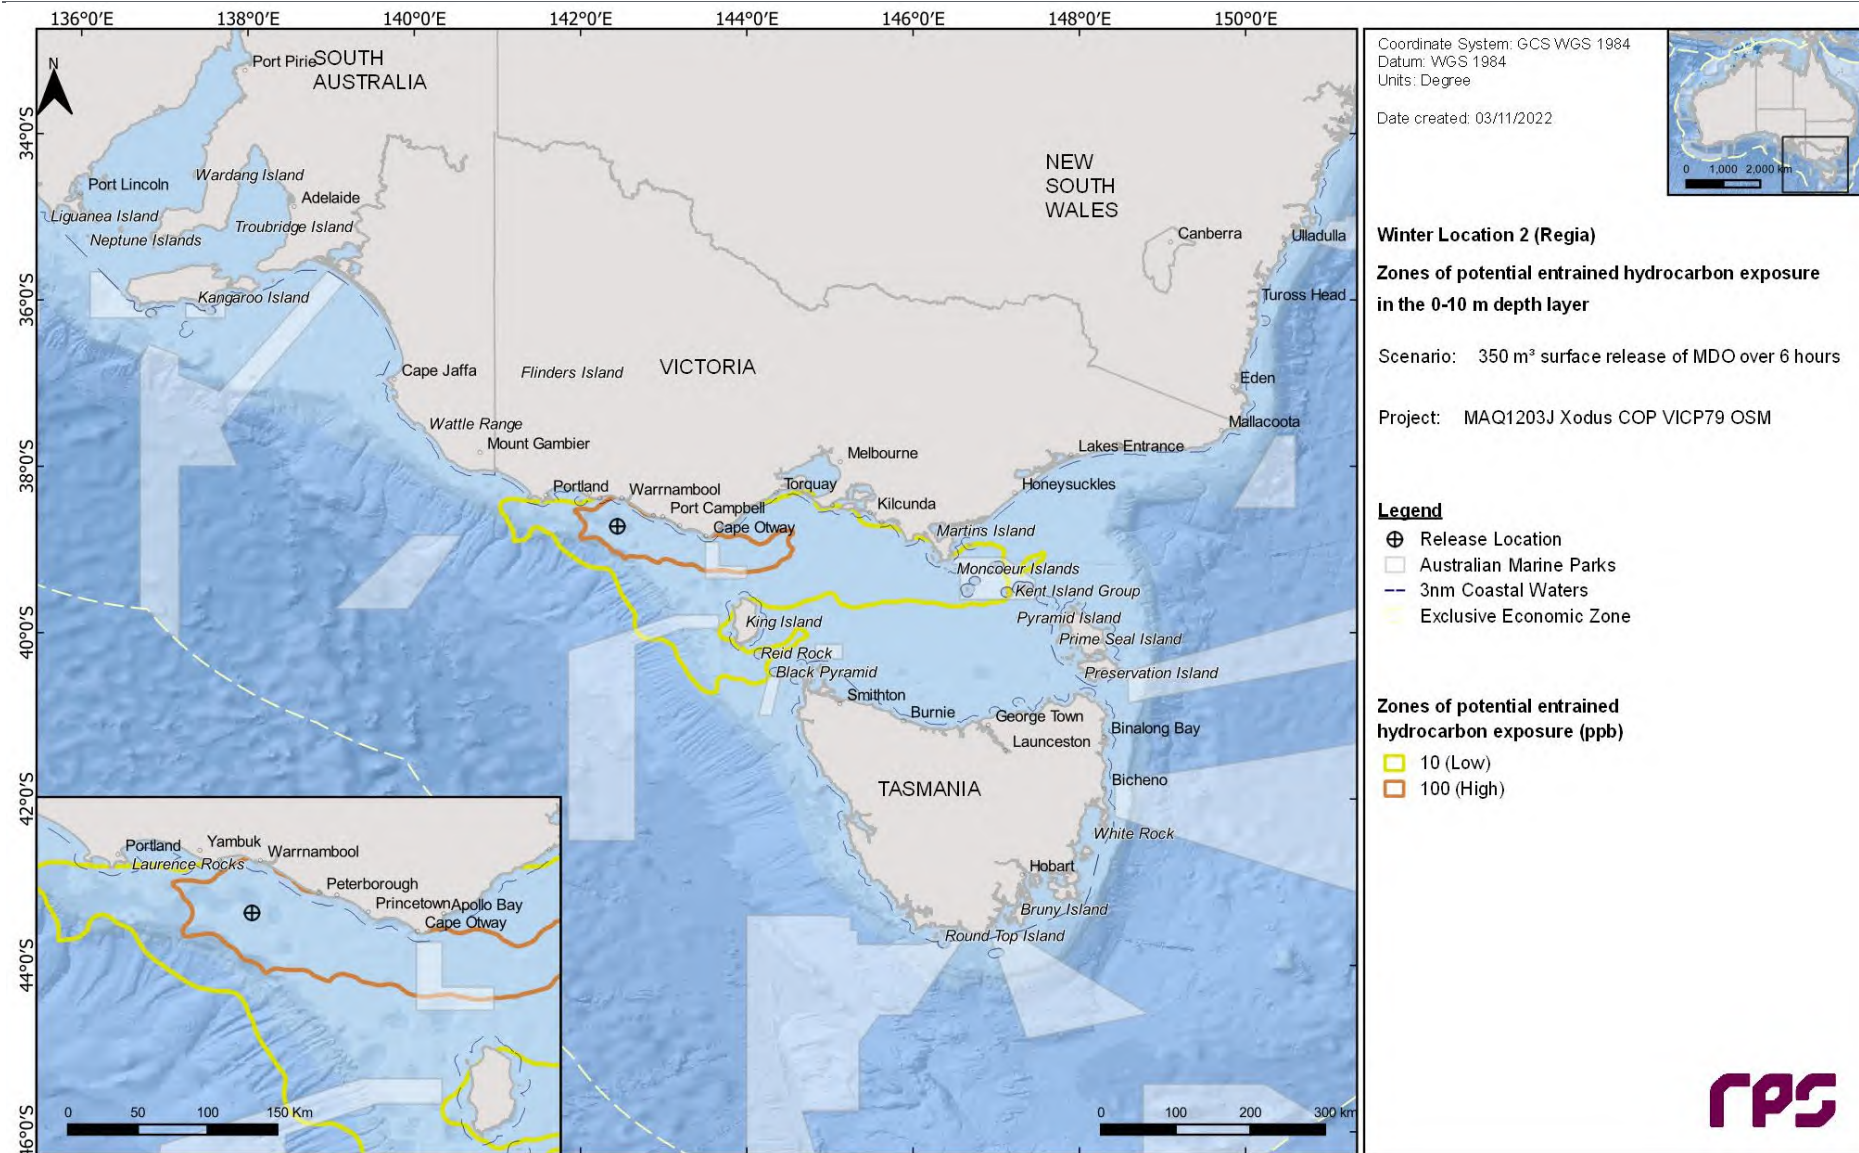 136°0'E 138°0'E 140°0'E 142°0'E 144°0'E 146°0'E 148°0'E 150°0'E
34°0'S
36°0'S
38°0'S
40°0'S
42°0'S
44°0'S
46°0'S
N
Port Pirie
SOUTH
AUSTRALIA
Wardang Island
Port Lincoln
Adelaide
Liguanea Island
Troubridge Island
Neptune Islands
Kangaroo Island
NEW
SOUTH
WALES
Canberra
Ulladulla
Tuross Head
Cape Jaffa
Flinders Island
VICTORIA
Eden
Wattle Range
Mallacoota
Mount Gambier
Lakes Entrance
Melbourne
Portland
Warrnambool
Torquay
Honeysuckles
Port Campbell
Kilcunda
Cape Otway
Martins Island
Moncoeur Islands
Kent Island Group
King Island
Pyramid Island
Prime Seal Island
Reid Rock
Black Pyramid
Preservation Island
Smithton
Burnie
George Town
Binalong Bay
Launceston
Bicheno
TASMANIA
White Rock
Hobart
Bruny Island
Round Top Island
0 100 200 300 km
Portland
Yambuk
Warrnambool
Laurence Rocks
Peterborough
Princetown
Apollo Bay
Cape Otway
0 50 100 150 Km
Coordinate System: GCS WGS 1984
Datum: WGS 1984
Units: Degree
Date created: 03/11/2022
0 1,000 2,000 km
Winter Location 2 (Regia)
Zones of potential entrained hydrocarbon exposure
in the 0-10 m depth layer
Scenario: 350 m³ surface release of MDO over 6 hours
Project: MAQ1203J Xodus COP VICP79 OSM
Legend
Release Location
Australian Marine Parks
3nm Coastal Waters
Exclusive Economic Zone
Zones of potential entrained
hydrocarbon exposure (ppb)
10 (Low)
100 (High)
rps